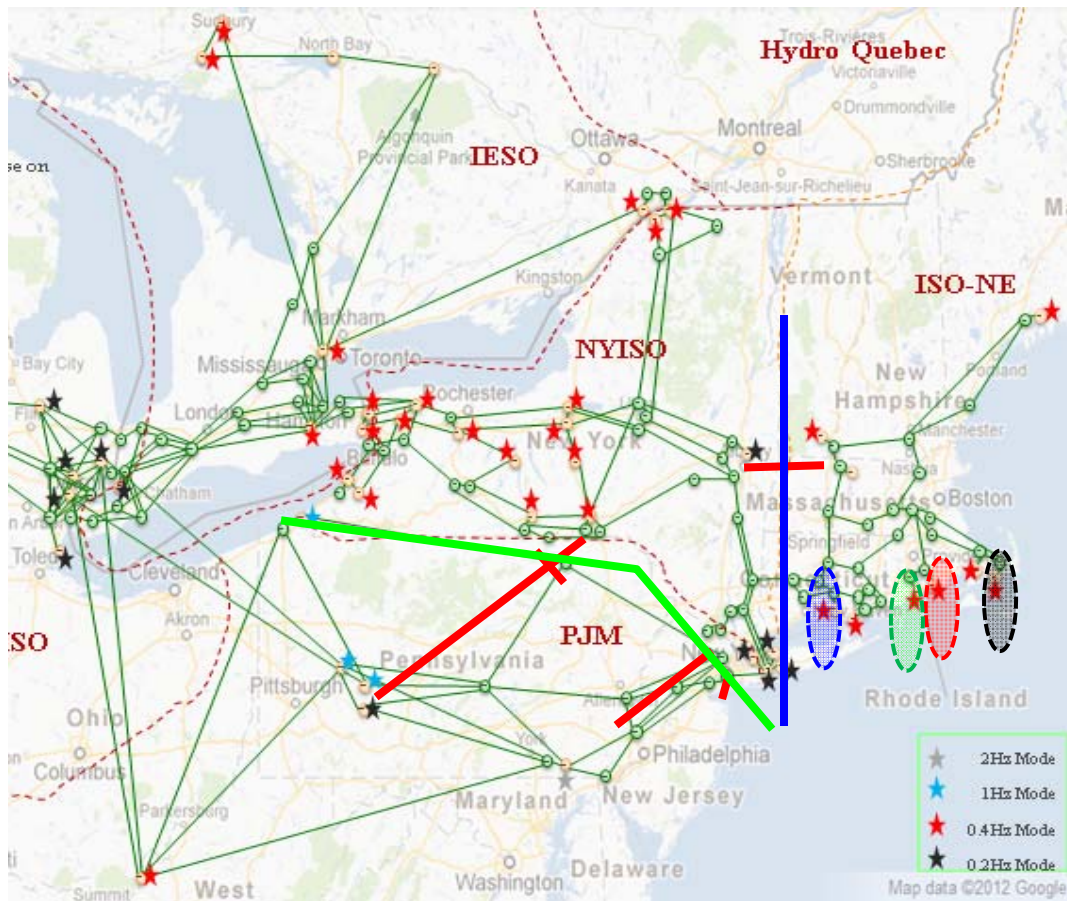 Sudbury
North Bay
Trois-Rivières
Hydro Quebec
Victoriaville
Drummondville
Algonquin
Provincial Park
Ottawa
Montreal
IESO
Sherbrooke
se on
Kanata
Saint-Jean-sur-Richelieu
Ma
Kingston
Vermont
ISO-NE
Markham
NYISO
Bay City
Mississauga
Toronto
Portland
Rochester
New
Hampshire
London
Hamilton
New York
Manchester
Buffalo
Nashua
Chatham
Massachusetts
Boston
Ann Arbor
Springfield
Toledo
Cleveland
Connecticut
Akron
ISO
PJM
Pennsylvania
Pittsburgh
Rhode Island
Ohio
York
Philadelphia
Columbus
Maryland
New Jersey
2Hz Mode
Parkersburg
1Hz Mode
0.4Hz Mode
Delaware
0.2Hz Mode
Summit
West
Washington
Map data ©2012 Google